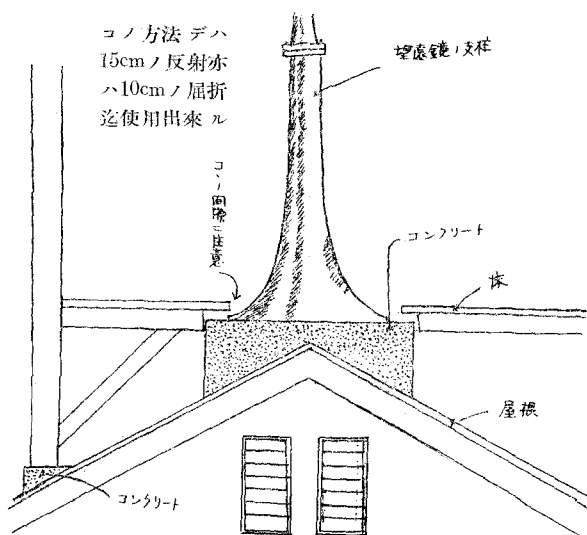 コノ方法デハ
15cmノ反射亦
ハ10cmノ屈折
迄使用出來ル
望遠鏡ノ支柱
コノ間隙ニ注意
コンクリート
床
屋根
コンクリート